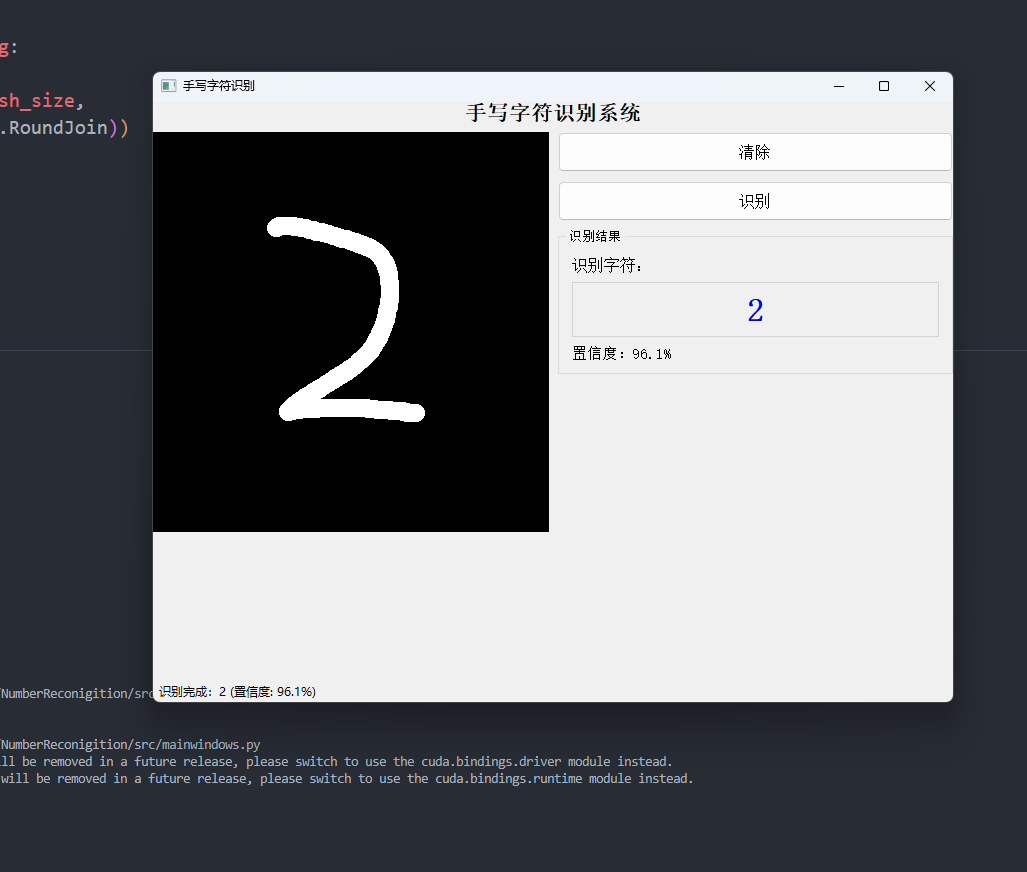 g:
sh_size,
.RoundJoin))
手写字符识别
手写字符识别系统
清除
识别
识别结果
识别字符：
2
置信度：96.1%
2
识别完成：2 (置信度: 96.1%)
/NumberReconigition/src
/NumberReconigition/src/mainwindows.py
ll be removed in a future release, please switch to use the cuda.bindings.driver module instead.
will be removed in a future release, please switch to use the cuda.bindings.runtime module instead.